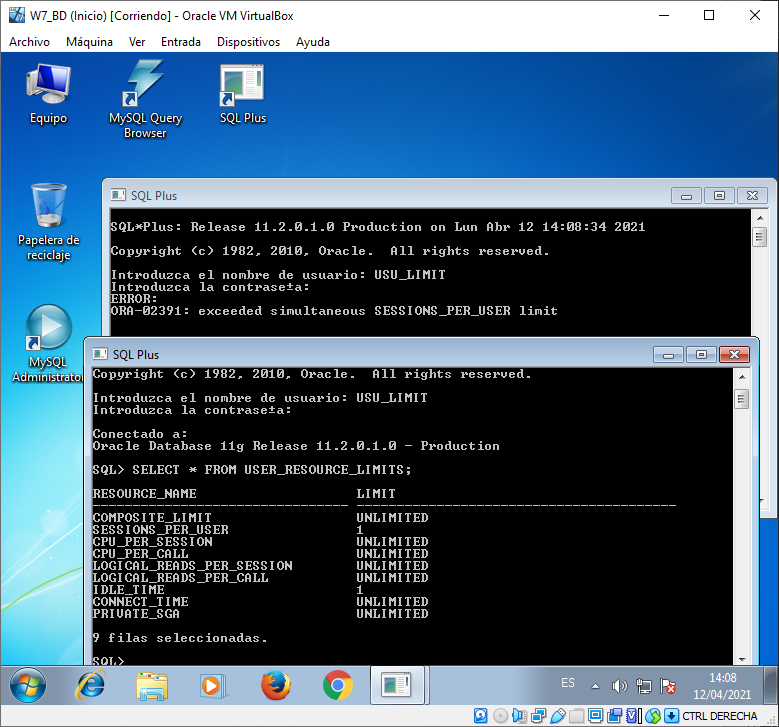 W7_BD (Inicio) [Corriendo] - Oracle VM VirtualBox
Archivo Máquina Ver Entrada Dispositivos Ayuda
Equipo
MySQL Query Browser
SQL Plus
Papelera de reciclaje
MySQL Administrator
SQL Plus
SQL*Plus: Release 11.2.0.1.0 Production on Lun Abr 12 14:08:34 2021
Copyright (c) 1982, 2010, Oracle.  All rights reserved.
Introduzca el nombre de usuario: USU_LIMIT
Introduzca la contrase±a:
ERROR:
ORA-02391: exceeded simultaneous SESSIONS_PER_USER limit
SQL Plus
Copyright (c) 1982, 2010, Oracle.  All rights reserved.
Introduzca el nombre de usuario: USU_LIMIT
Introduzca la contrase±a:
Conectado a:
Oracle Database 11g Release 11.2.0.1.0 - Production
SQL> SELECT * FROM USER_RESOURCE_LIMITS;
RESOURCE_NAME LIMIT
-------------------------------- ----------------------------------------
COMPOSITE_LIMIT UNLIMITED
SESSIONS_PER_USER 1
CPU_PER_SESSION UNLIMITED
CPU_PER_CALL UNLIMITED
LOGICAL_READS_PER_SESSION UNLIMITED
LOGICAL_READS_PER_CALL UNLIMITED
IDLE_TIME 1
CONNECT_TIME UNLIMITED
PRIVATE_SGA UNLIMITED
9 filas seleccionadas.
SQL>
ES
14:08
12/04/2021
CTRL DERECHA